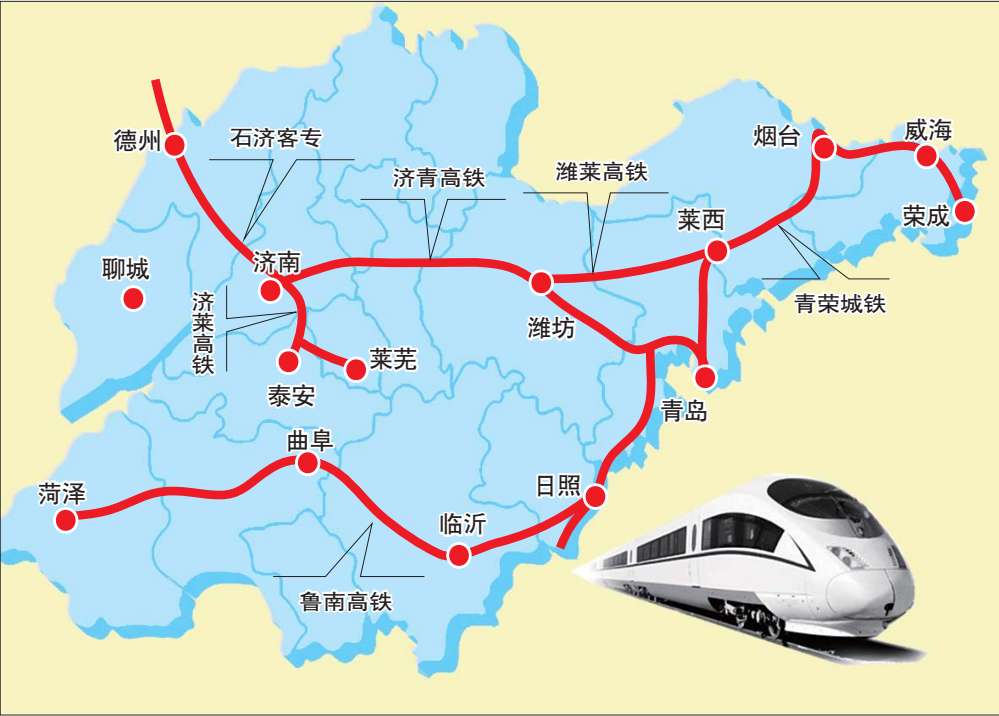 烟台
威海
德州
石济客专
济青高铁
潍莱高铁
莱西
荣成
聊城
济南
青荣城铁
济莱高铁
潍坊
莱芜
泰安
青岛
曲阜
菏泽
日照
临沂
鲁南高铁